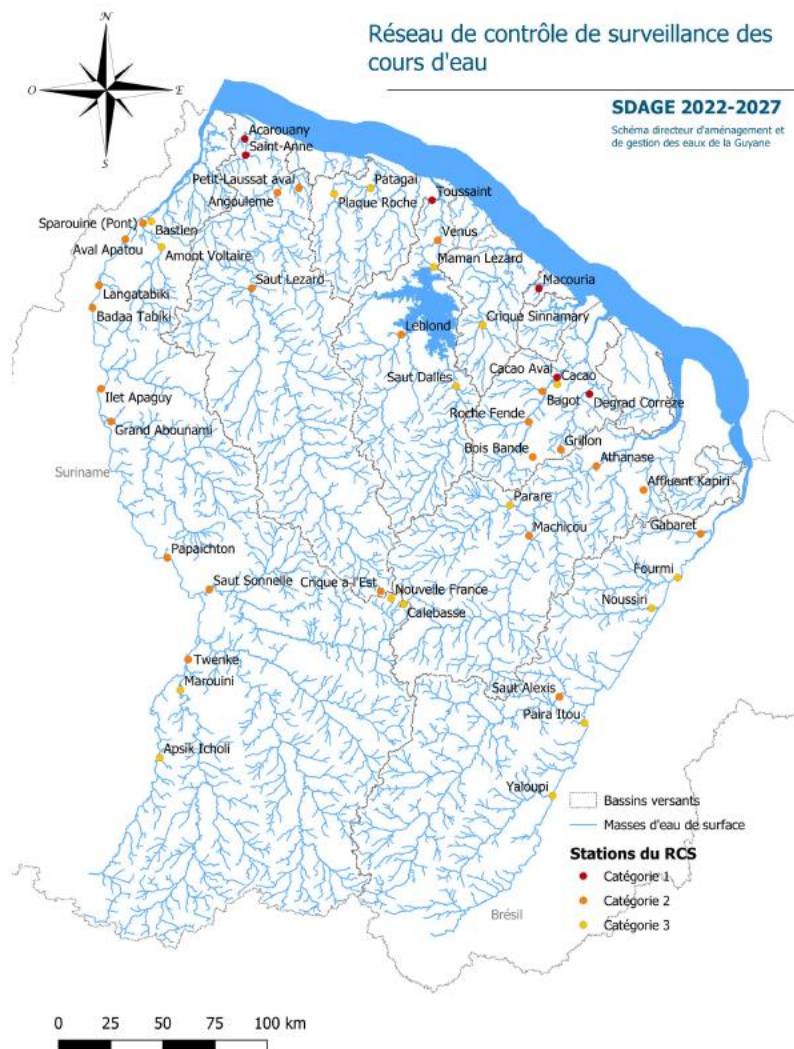 N
Réseau de contrôle de surveillance des
cours d'eau
O
E
S
SDAGE 2022-2027
Schéma directeur d'aménagement et
de gestion des eaux de la Guyane
Acarouany
Saint-Anne
Petit-Laussat aval
Patagai
Angouleme
Plaque Roche
Toussaint
Sparouine (Pont)
Bastien
Venus
Aval Apatou
Amont Voltaire
Maman Lezard
Langatabiki
Saut Lezard
Macouria
Badaa Tabiki
Leblond
Crique Sinnamary
Cacao Aval
Cacao
Saut Dalles
Bagot
Degrad Corrèze
Ilet Apaguy
Roche Fende
Grand Abounami
Bois Bande
Grillon
Athanase
Suriname
Affluent Kapiri
Parare
Machicou
Gabaret
Papaichton
Fourmi
Saut Sonnelle
Crique a-l'Est
Nouvelle France
Calebasse
Noussiri
Twenke
Marouini
Saut Alexis
Paira Itou
Apsik Icholi
Yaloupi
Bassins versants
Masses d'eau de surface
Stations du RCS
Catégorie 1
Catégorie 2
Catégorie 3
Brésil
0 25 50 75 100 km